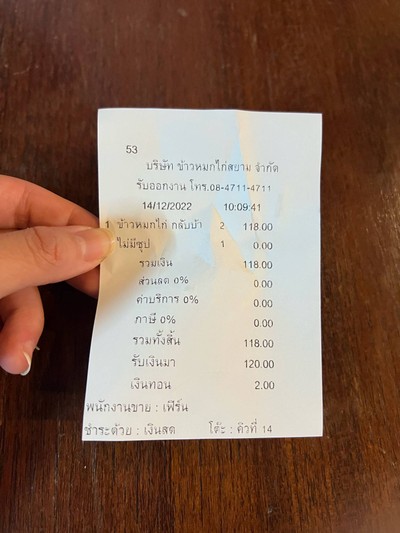 53
บริษัท ข้าวหมกไก่สยาม จำกัด
รับออกงาน โทร.08-4711-4711
14/12/2022 10:09:41
1 ข้าวหมกไก่ กลับบ้า 2 118.00
ไม่มีซุป 1 0.00
รวมเงิน 118.00
ส่วนลด 0% 0.00
ค่าบริการ 0% 0.00
ภาษี 0% 0.00
รวมทั้งสิ้น 118.00
รับเงินมา 120.00
เงินทอน 2.00
พนักงานขาย : เฟิร์น
ชำระด้วย : เงินสด โต๊ะ : คิวที่ 14